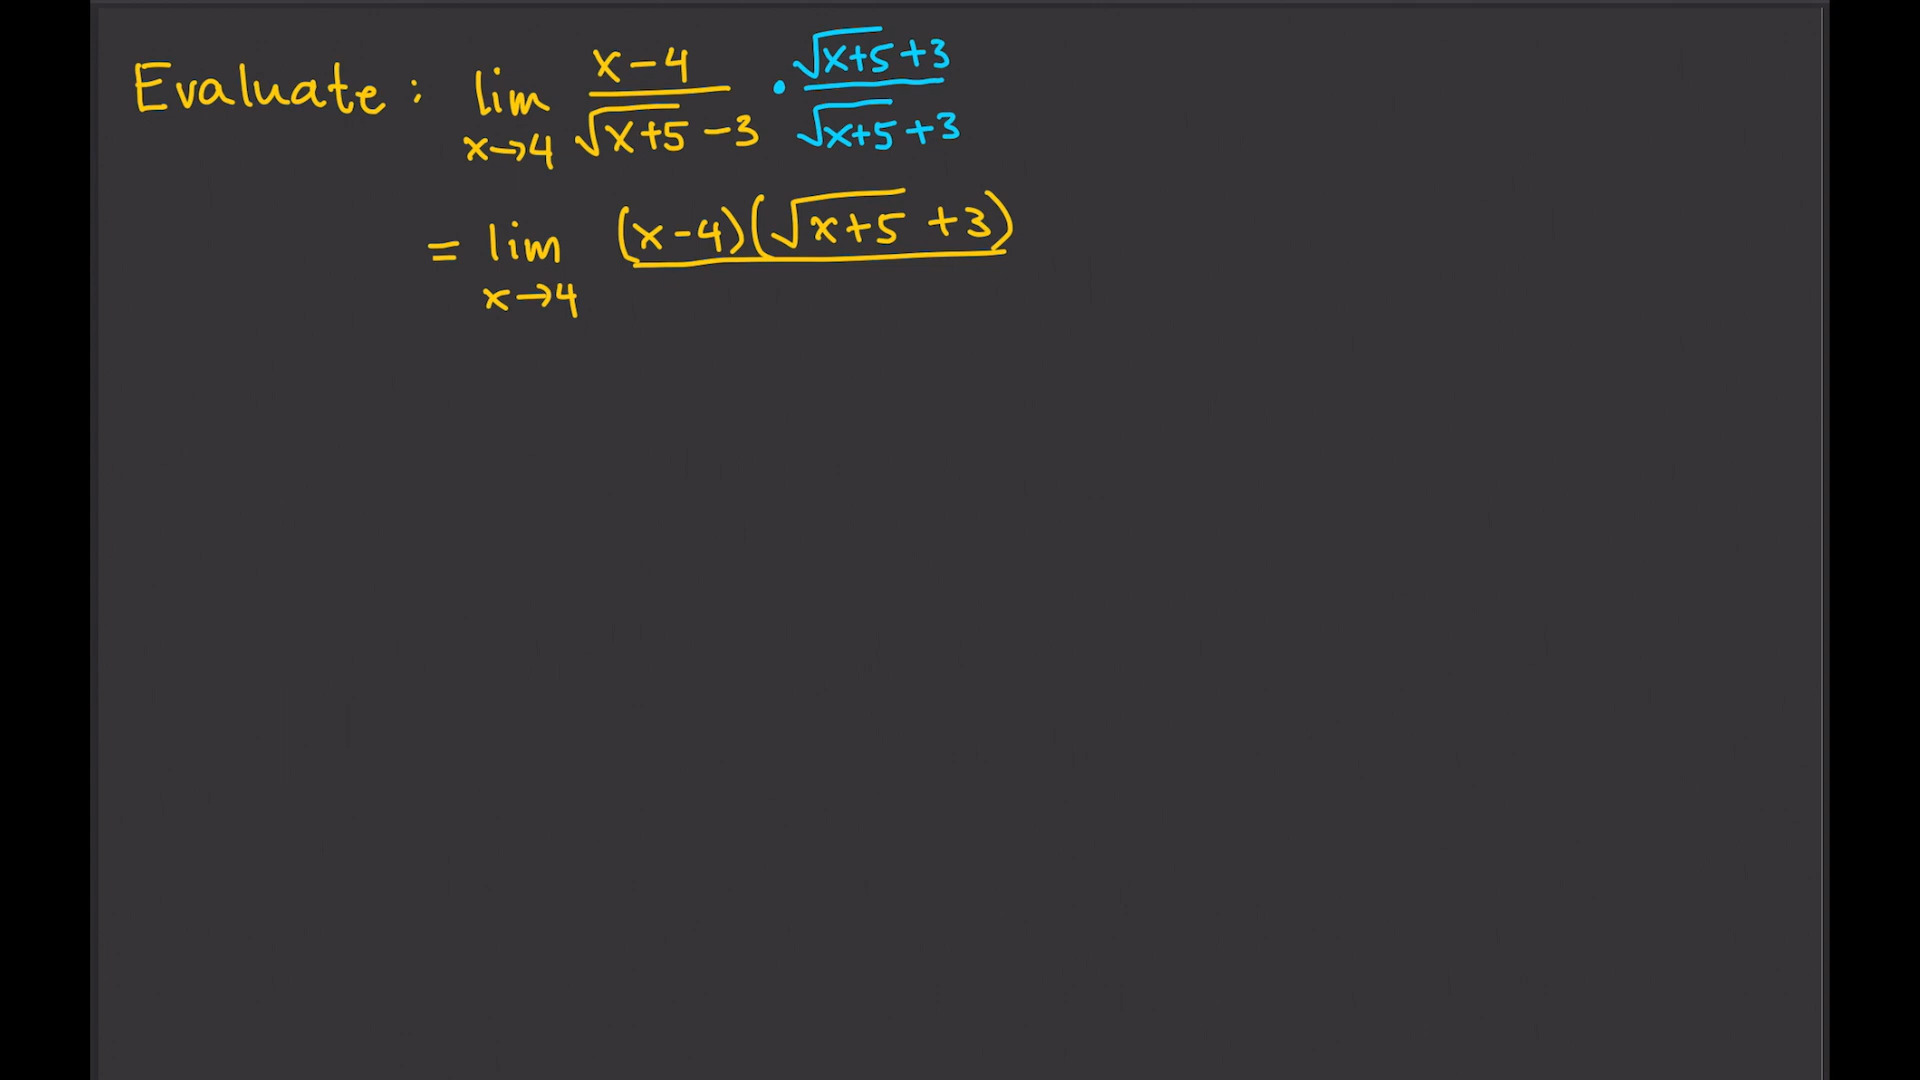 Evaluate: lim x→4 (x-4)/(√(x+5) -3) · (√(x+5) +3)/(√(x+5) +3)
= lim x→4 (x-4)(√(x+5) +3)